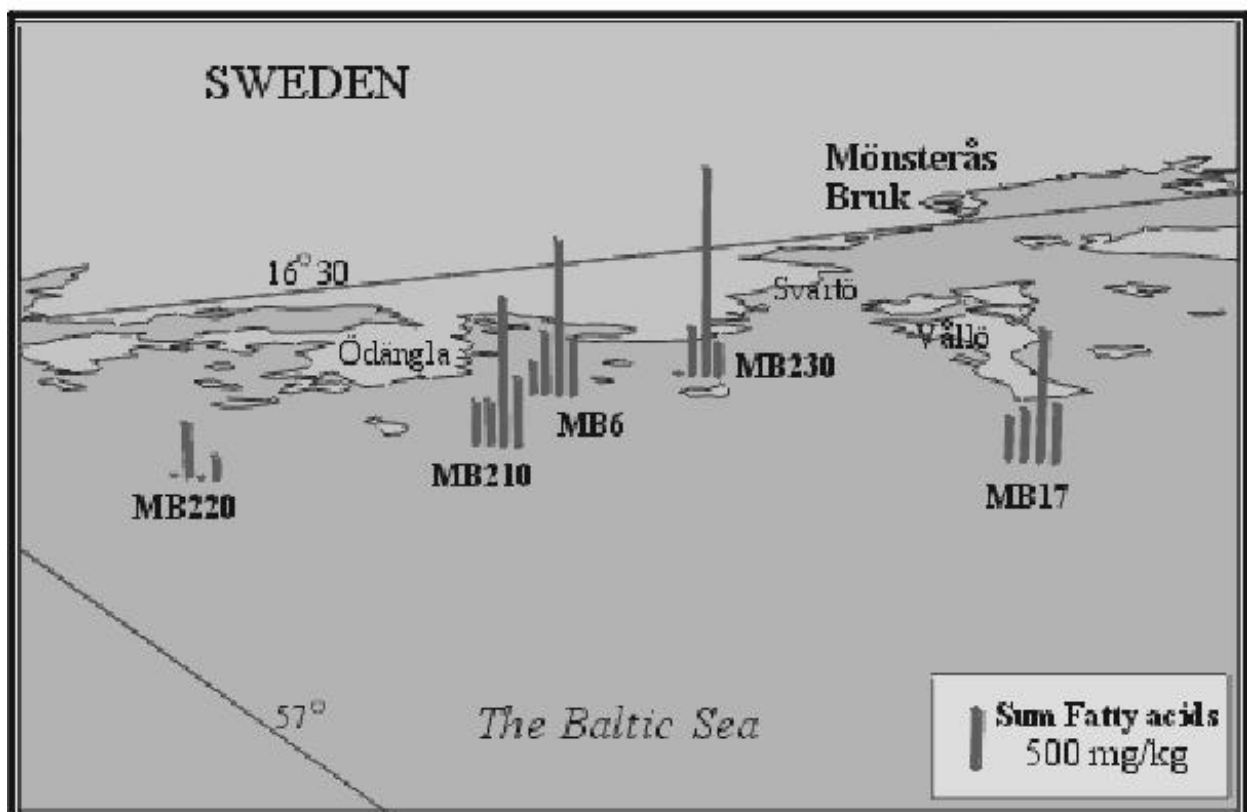 SWEDEN
Mönsterås
Bruk
16° 30
Svartö
Ödängla
Vållö
MB230
MB6
MB210
MB220
MB17
57°
The Baltic Sea
Sum Fatty acids
500 mg/kg